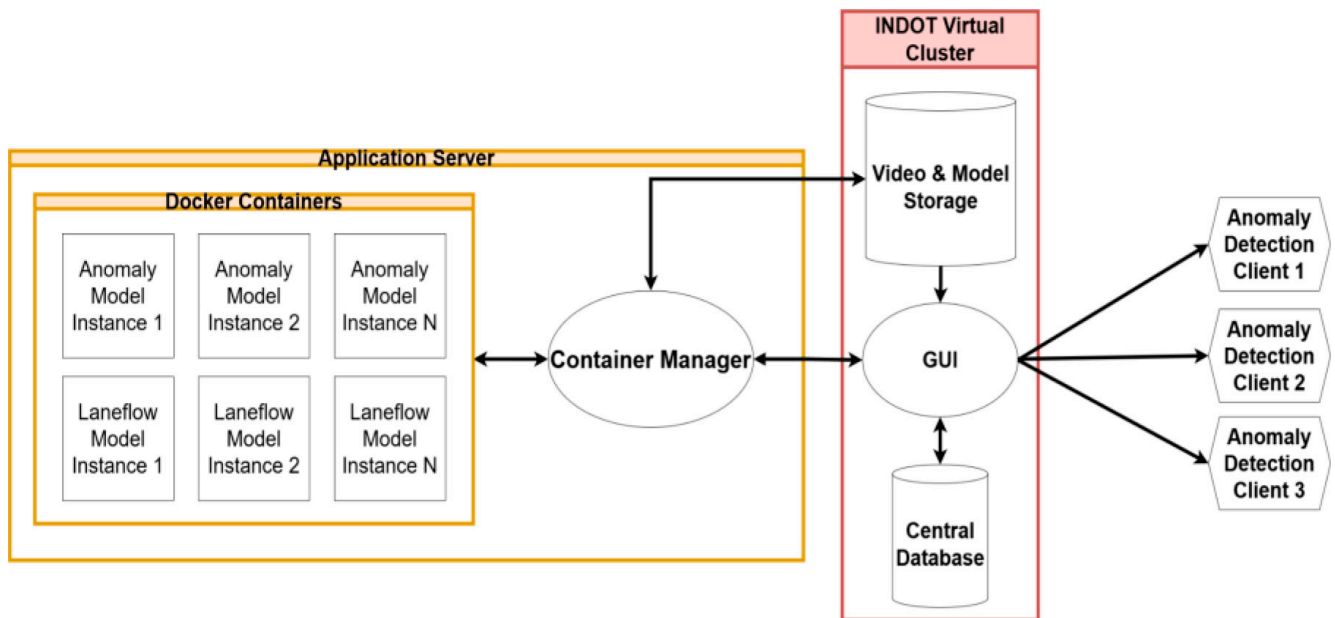 INDOT Virtual
Cluster
Application Server
Docker Containers
Anomaly
Model
Instance 1
Anomaly
Model
Instance 2
Anomaly
Model
Instance N
Laneflow
Model
Instance 1
Laneflow
Model
Instance 2
Laneflow
Model
Instance N
Container Manager
Video & Model
Storage
GUI
Central
Database
Anomaly
Detection
Client 1
Anomaly
Detection
Client 2
Anomaly
Detection
Client 3